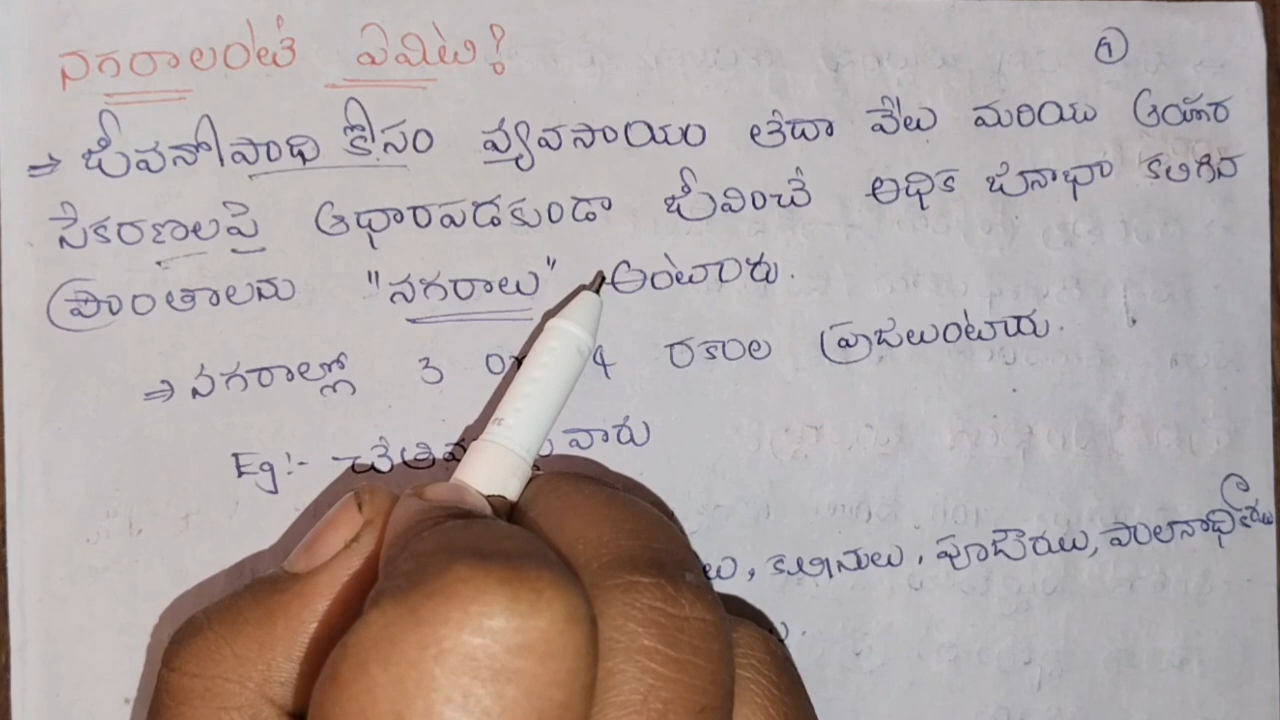 నగరాలంటే ఏమిటి?
①
⇒ జీవనోపాధి కోసం వ్యవసాయం లేదా వేట మరియు ఆహార
సేకరణలపై ఆధారపడకుండా జీవించే అధిక జనాభా కలిగిన
ప్రాంతాలను "నగరాలు" అంటారు.
⇒ నగరాల్లో 3 or 4 రకాల ప్రజలుంటారు.
Eg:- వారు
కూలీలు, పూజారులు, పాలనాధికారులు